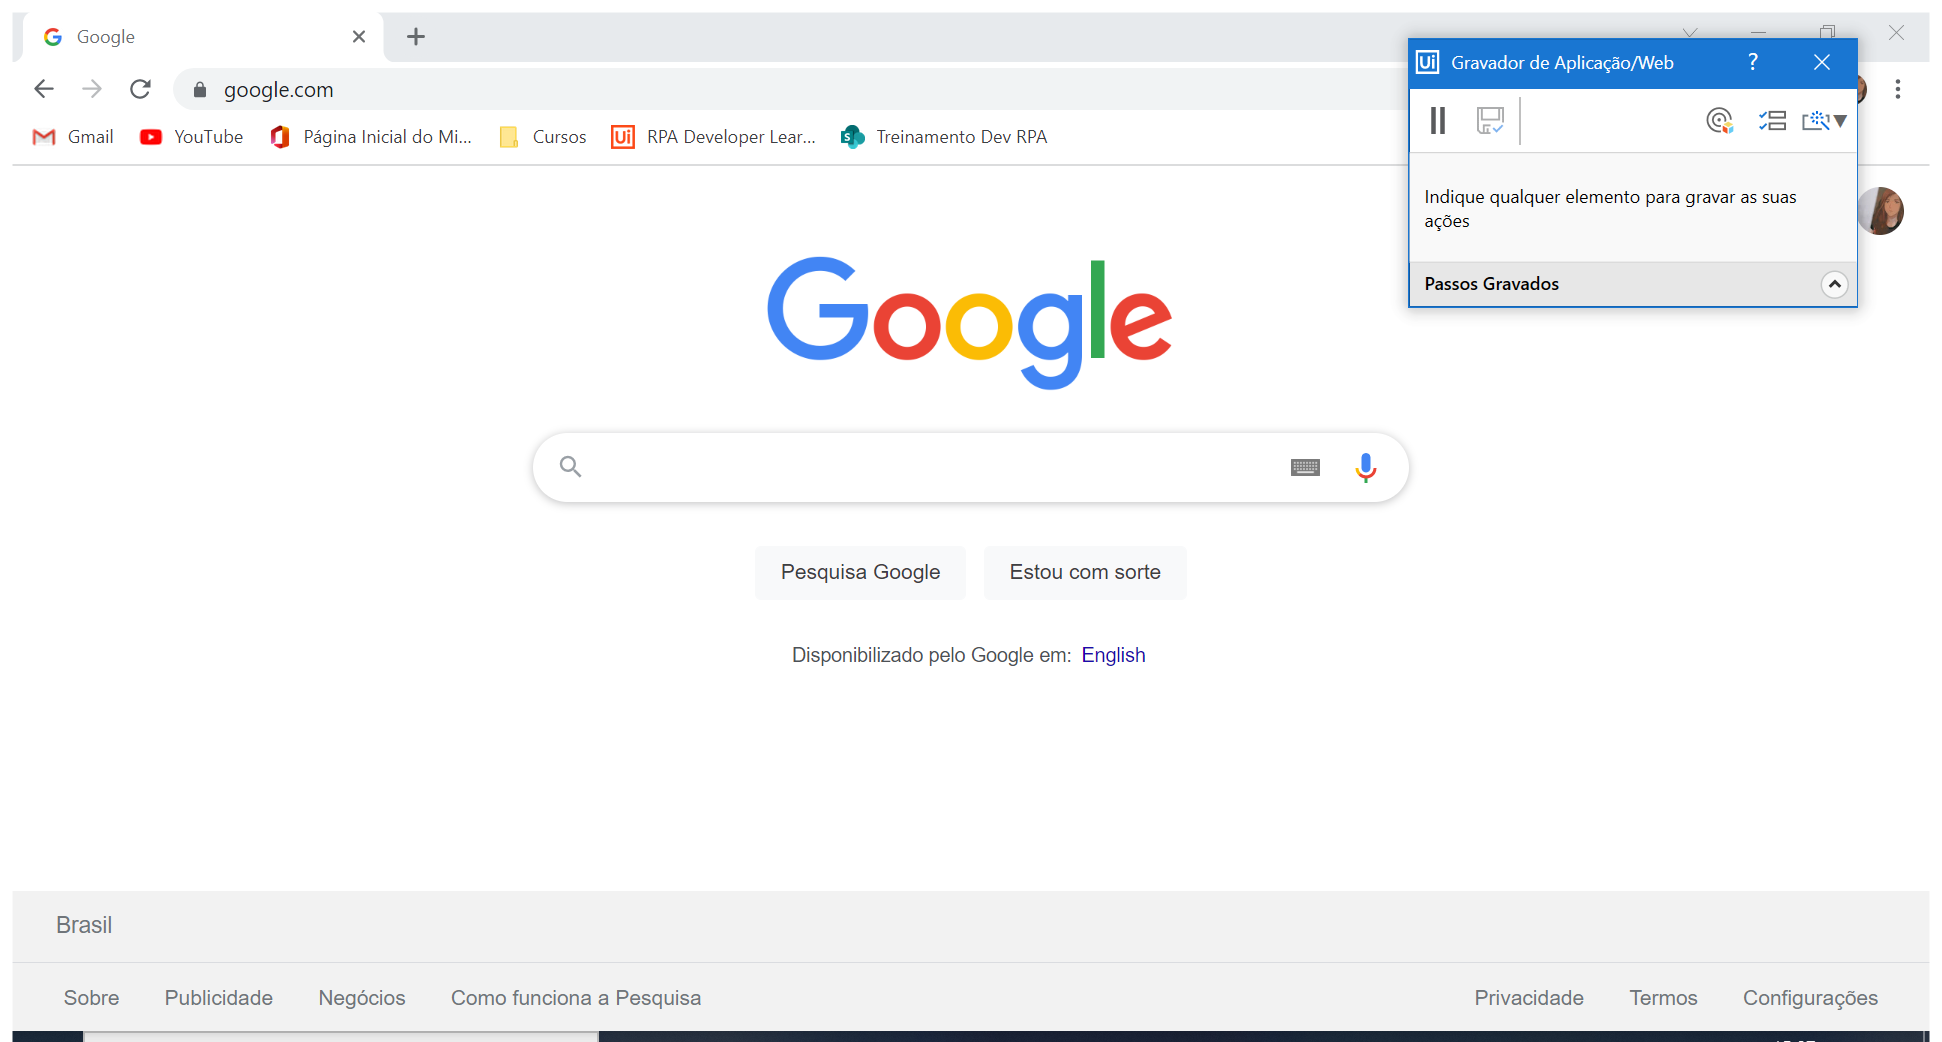 Google
google.com
Gmail
YouTube
Página Inicial do Mi...
Cursos
Ui
RPA Developer Lear...
S
Treinamento Dev RPA
Ui
Gravador de Aplicação/Web
?
Indique qualquer elemento para gravar as suas
ações
Passos Gravados
Google
Pesquisa Google
Estou com sorte
Disponibilizado pelo Google em: English
Brasil
Sobre
Publicidade
Negócios
Como funciona a Pesquisa
Privacidade
Termos
Configurações